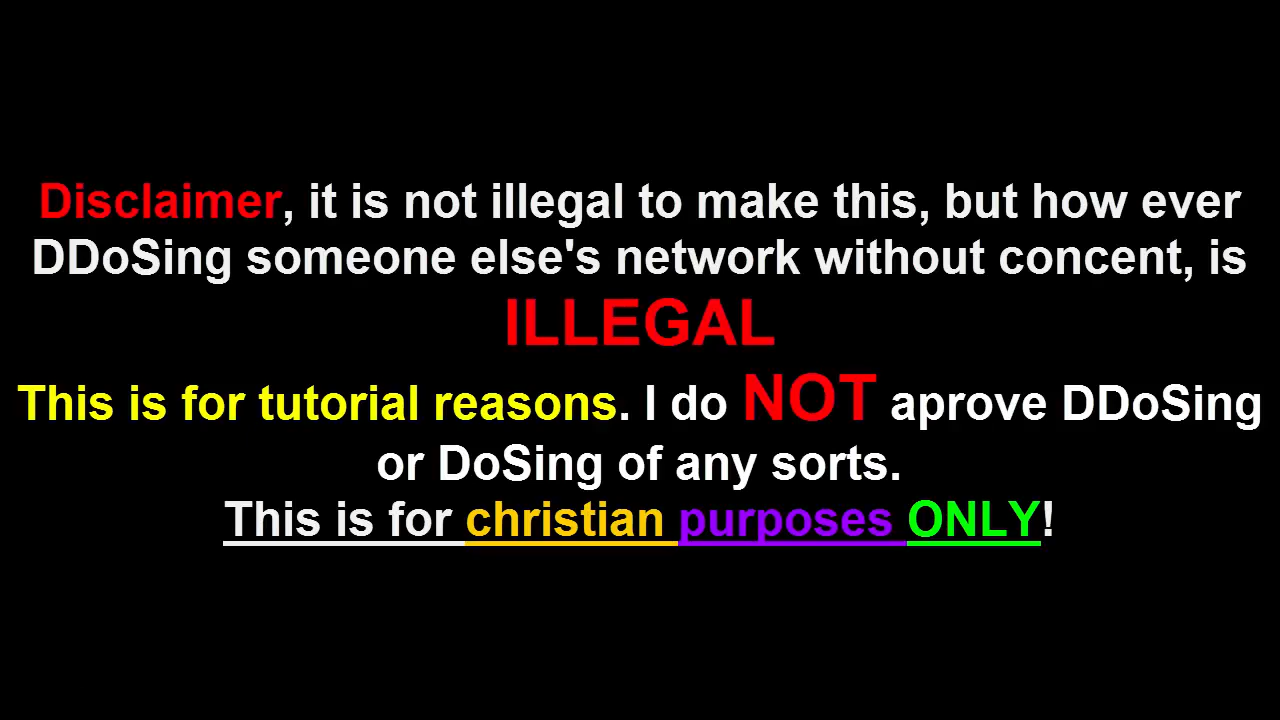 Disclaimer, it is not illegal to make this, but how ever
DDoSing someone else's network without concent, is
ILLEGAL
This is for tutorial reasons. I do NOT aprove DDoSing
or DoSing of any sorts.
This is for christian purposes ONLY!